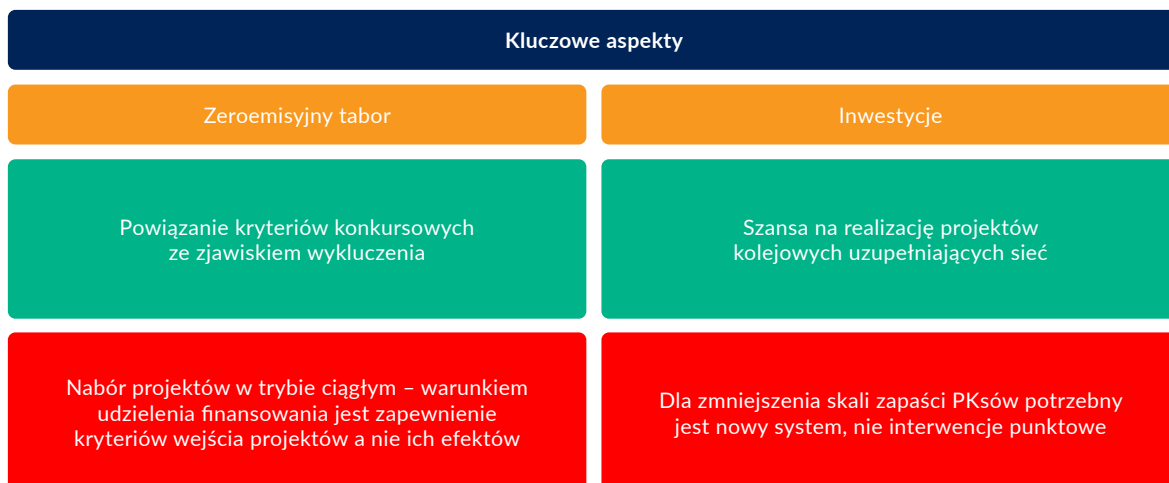 Kluczowe aspekty
Zeroemisyjny tabor
Inwestycje
Powiązanie kryteriów konkursowych
ze zjawiskiem wykluczenia
Szansa na realizację projektów
kolejowych uzupełniających sieć
Nabór projektów w trybie ciągłym – warunkiem
udzielenia finansowania jest zapewnienie
kryteriów wejścia projektów a nie ich efektów
Dla zmniejszenia skali zapaści PKsów potrzebny
jest nowy system, nie interwencje punktowe